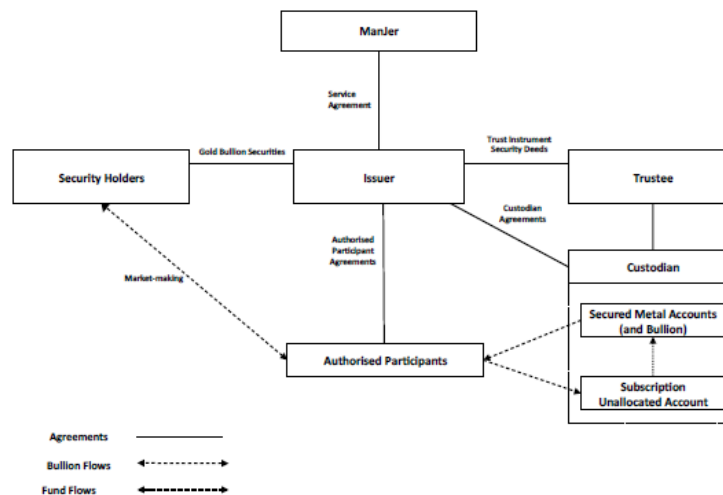 ManJer
Service
Agreement
Gold Bullion Securities
Trust Instrument
Security Deeds
Security Holders
Issuer
Trustee
Custodian
Agreements
Authorised
Participant
Agreements
Custodian
Market-making
Secured Metal Accounts
(and Bullion)
Authorised Participants
Subscription
Unallocated Account
Agreements
Bullion Flows
Fund Flows